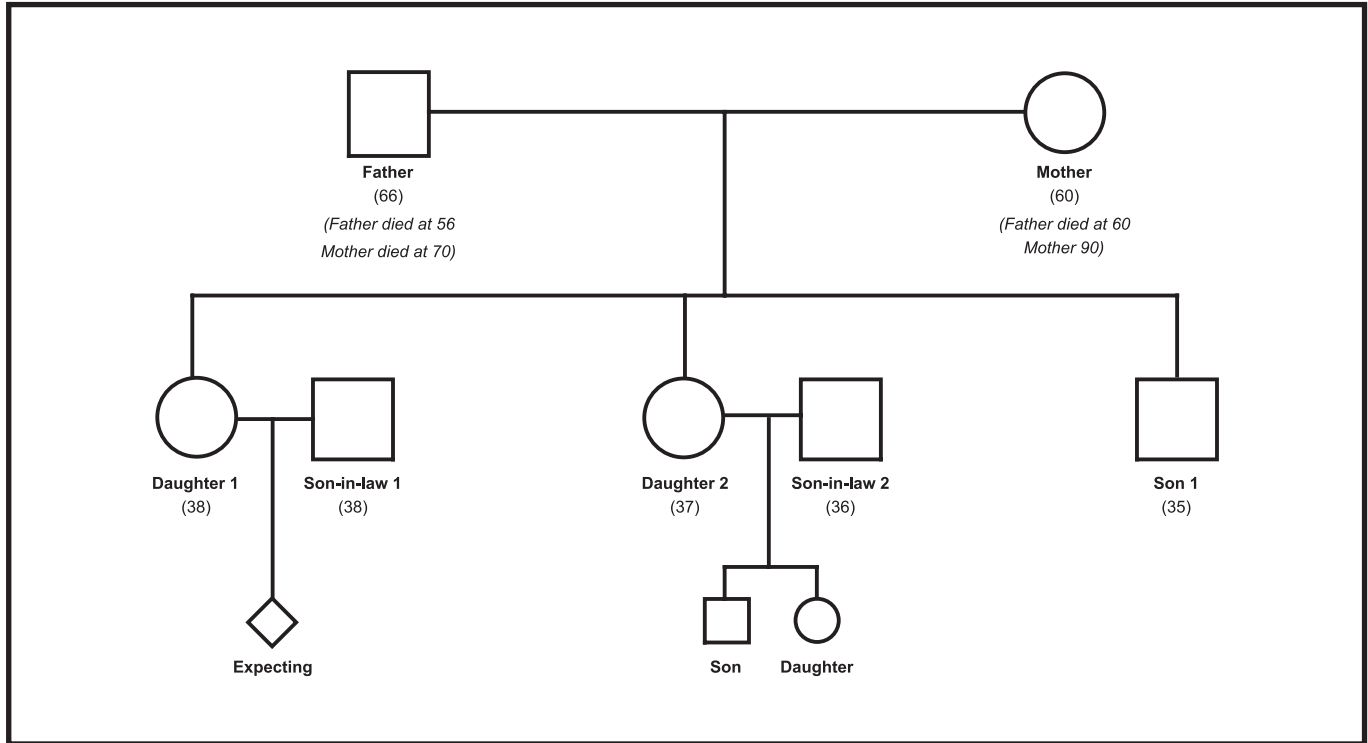 Father
(66)
(Father died at 56
Mother died at 70)
Mother
(60)
(Father died at 60
Mother 90)
Daughter 1
(38)
Son-in-law 1
(38)
Daughter 2
(37)
Son-in-law 2
(36)
Son 1
(35)
Expecting
Son
Daughter